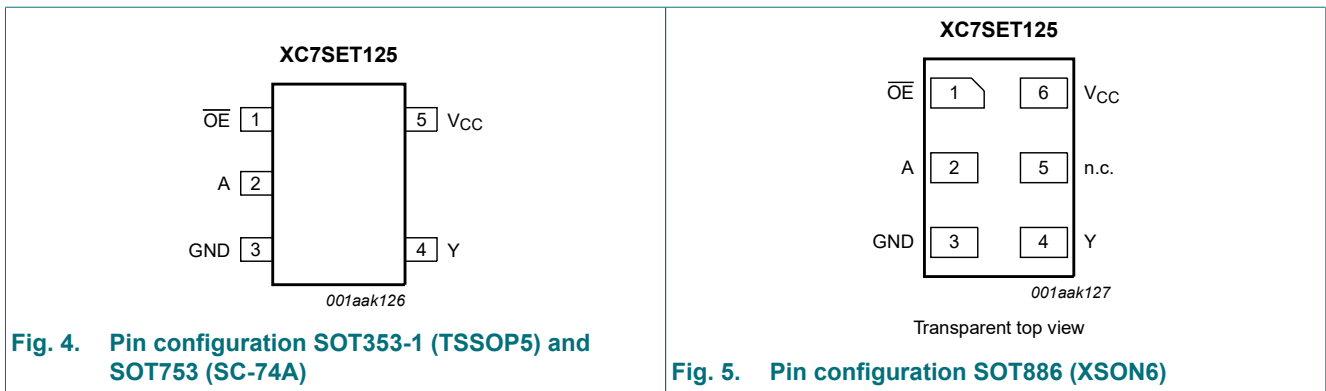 XC7SET125
OE 1
5 VCC
A 2
GND 3
4 Y
001aak126
Fig. 4. Pin configuration SOT353-1 (TSSOP5) and
SOT753 (SC-74A)
XC7SET125
OE 1 6 VCC
A 2 5 n.c.
GND 3 4 Y
001aak127
Transparent top view
Fig. 5. Pin configuration SOT886 (XSON6)